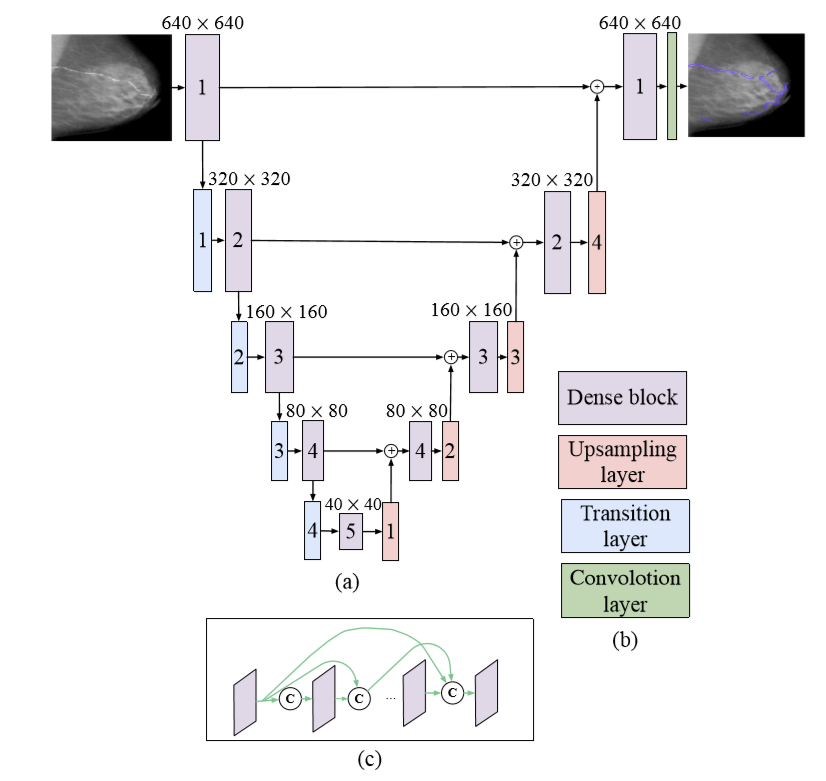 640 × 640
640 × 640
1
1
320 × 320
320 × 320
1
2
2
4
160 × 160
160 × 160
2
3
3
3
80 × 80
80 × 80
3
4
4
2
40 × 40
4
5
1
(a)
Dense block
Upsampling
layer
Transition
layer
Convolotion
layer
(b)
C
C
...
C
(c)